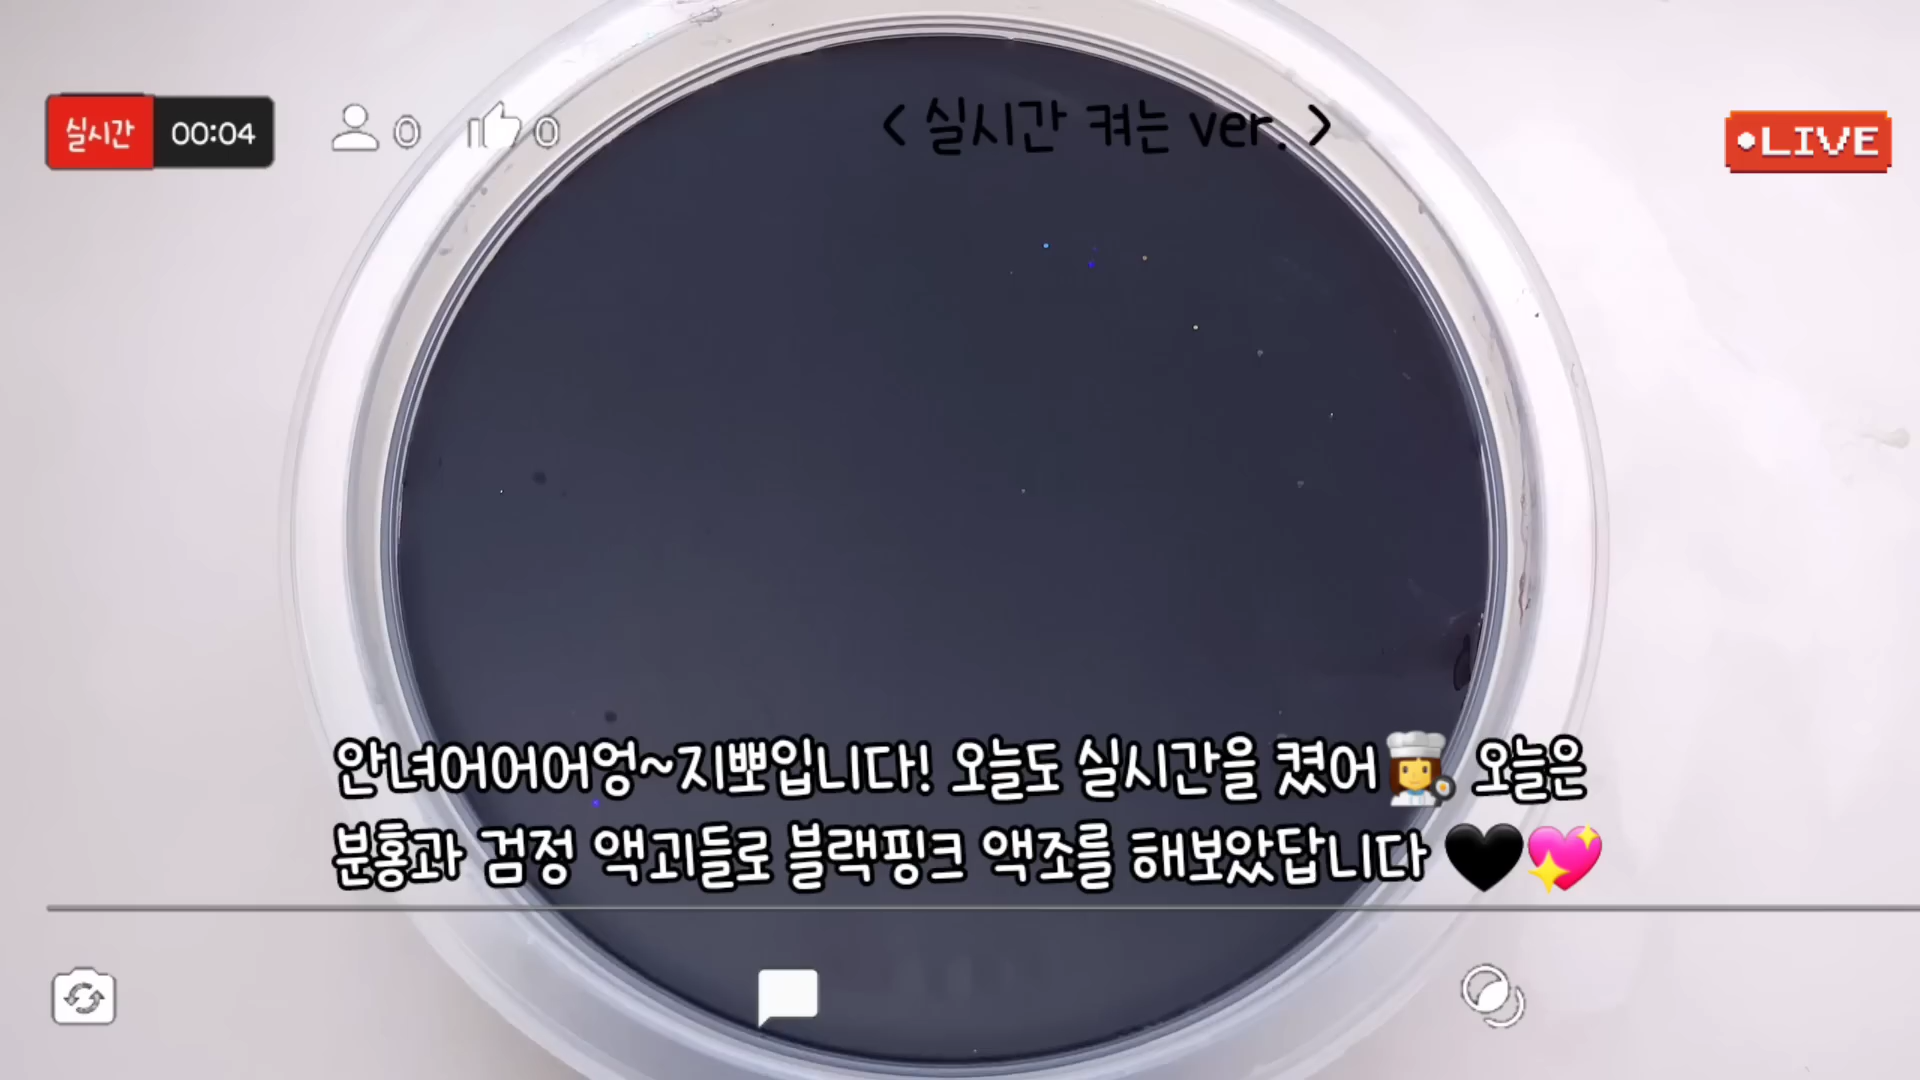 실시간 00:04 0 0
< 실시간 켜는 ver. >
•LIVE
안녀어어어엉~지뽀입니다! 오늘도 실시간을 켰어👩‍🍳 오늘은
분홍과 검정 액괴들로 블랙핑크 액조를 해보았답니다 🖤💖